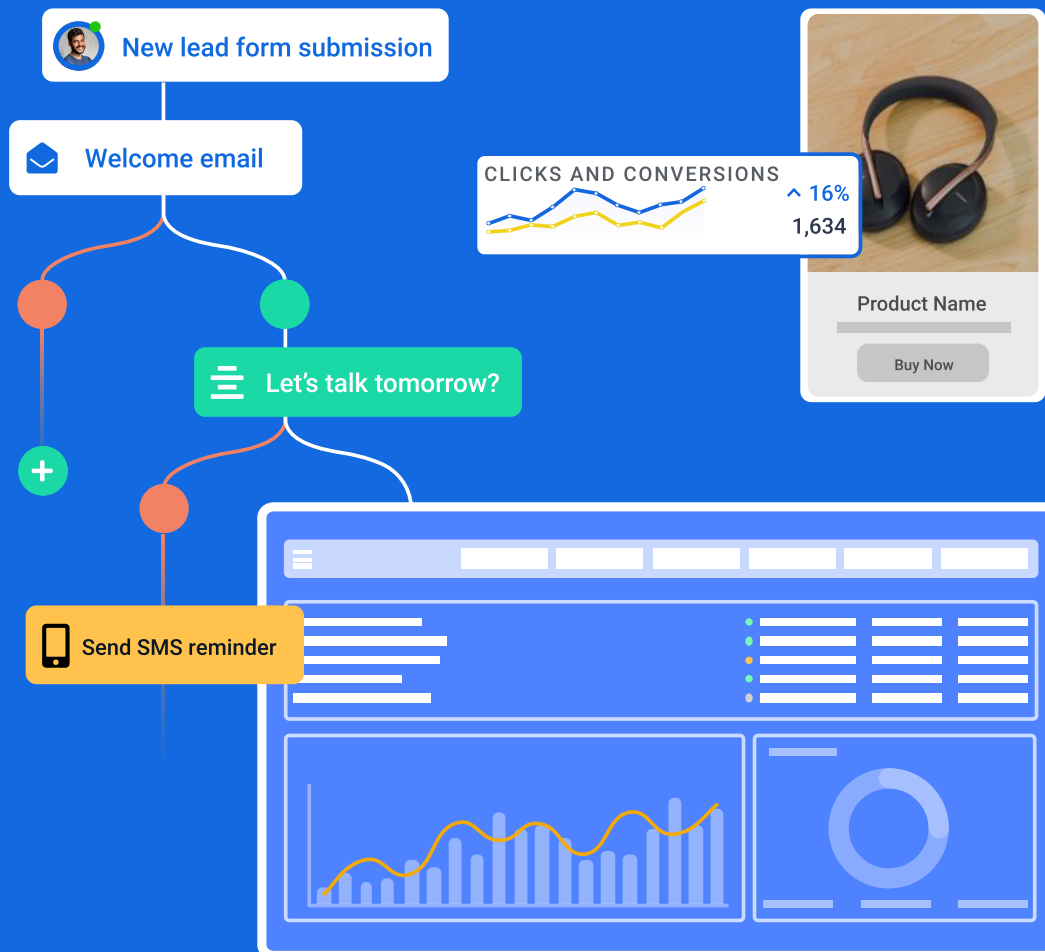 New lead form submission
Welcome email
CLICKS AND CONVERSIONS
16%
1,634
Product Name
Buy Now
Let’s talk tomorrow?
Send SMS reminder